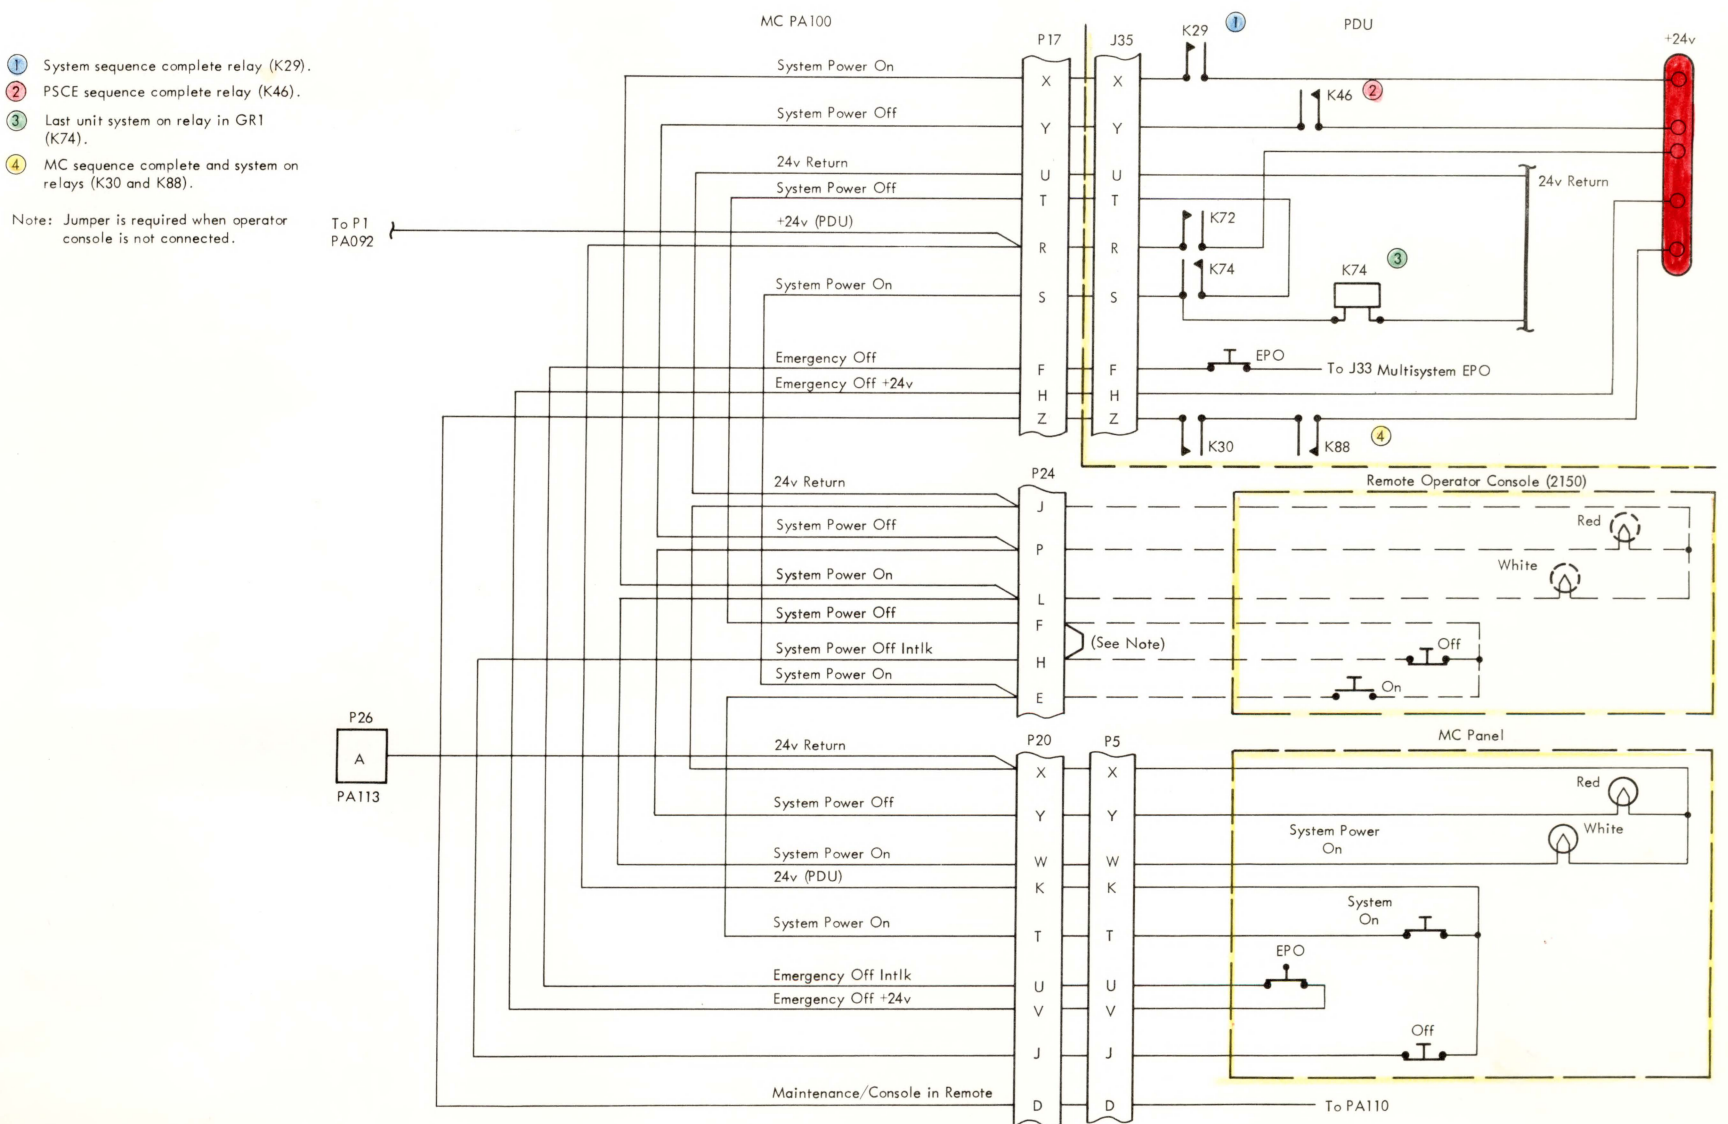 MC PA100
PDU
1 System sequence complete relay (K29).
2 PSCE sequence complete relay (K46).
3 Last unit system on relay in GR1
(K74).
4 MC sequence complete and system on
relays (K30 and K88).
Note: Jumper is required when operator
console is not connected.
To P1
PA092
P17
J35
K29
1
+24v
System Power On
X
X
K46
2
System Power Off
Y
Y
24v Return
U
U
24v Return
System Power Off
T
T
+24v (PDU)
R
R
K72
K74
K74
3
System Power On
S
S
Emergency Off
F
F
EPO
To J33 Multisystem EPO
Emergency Off +24v
H
H
Z
Z
K30
K88
4
P24
Remote Operator Console (2150)
24v Return
J
Red
System Power Off
P
White
System Power On
L
System Power Off
F
(See Note)
Off
System Power Off Intlk
H
System Power On
E
On
P26
A
PA113
P20
P5
MC Panel
24v Return
X
X
Red
System Power Off
Y
Y
System Power
On
White
System Power On
W
W
24v (PDU)
K
K
System
On
System Power On
T
T
EPO
Emergency Off Intlk
U
U
Emergency Off +24v
V
V
Off
J
J
Maintenance/Console in Remote
D
D
To PA110